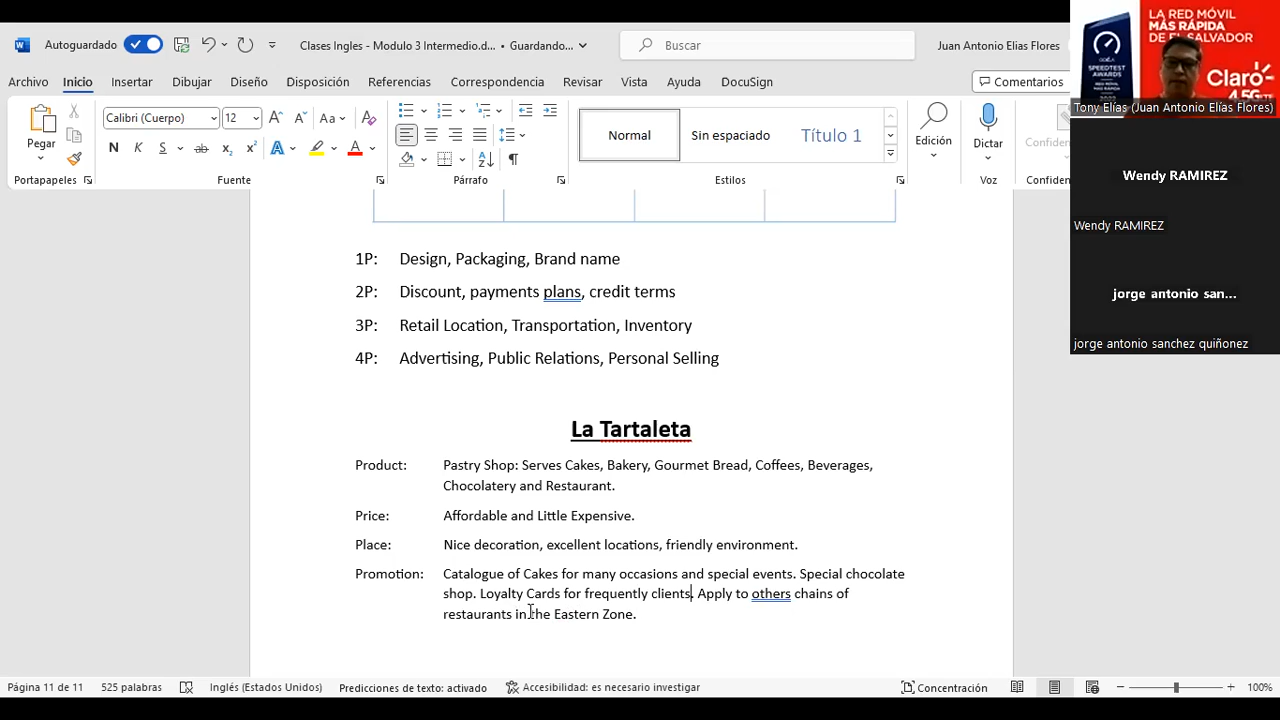 Autoguardado
Clases Ingles - Modulo 3 Intermesio.d... • Guardando...
Buscar
Juan Antonio Elias Flores
Archivo Inicio Insertar Dibujar Diseño Disposición Correspondencia Revisar Vista Ayuda DocuSign
Comentarios
Pegar
Calibri (Cuerpo) 12
Normal
Sin espaciado
Título 1
Edición
Dictar
Portapapeles Fuente Párrafo Estilos Voz
1P: Design, Packaging, Brand name
2P: Discount, payments plans, credit terms
3P: Retail Location, Transportation, Inventory
4P: Advertising, Public Relations, Personal Selling
La Tartaleta
Product: Pastry Shop: Serves Cakes, Bakery, Gourmet Bread, Coffees, Beverages,
Chocolatery and Restaurant.
Price: Affordable and Little Expensive.
Place: Nice decoration, excellent locations, friendly environment.
Promotion: Catalogue of Cakes for many occasions and special events. Special chocolate
shop. Loyalty Cards for frequently clients. Apply to others chains of
restaurants in the Eastern Zone.
Página 11 de 11 525 palabras Inglés (Estados Unidos) Predicciones de texto: activado Accesibilidad: es necesario investigar Concentración 100%
LA RED MÓVIL
MÁS RÁPIDA
DE EL SALVADOR
SPEEDTEST
AWARDS
Claro
4.5G
Tony Elías (Juan Antonio Elías Flores)
Wendy RAMIREZ
Wendy RAMIREZ
jorge antonio san...
jorge antonio sanchez quiñonez